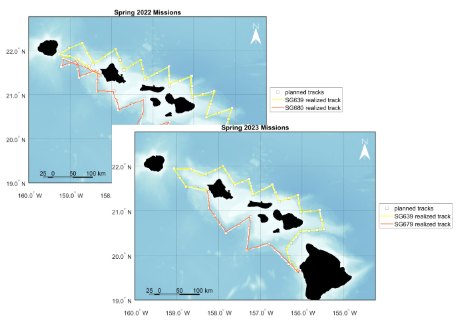 Spring 2022 Missions
N
22.0° N
21.0° N
20.0° N
19.0° N
25 0 50 100 km
160.0° W 159.0° W 158.
planned tracks
SG639 realized track
SG680 realized track
Spring 2023 Missions
N
22.0° N
21.0° N
20.0° N
19.0° N
25 0 50 100 km
160.0° W 159.0° W 158.0° W 157.0° W 156.0° W 155.0° W
planned tracks
SG639 realized track
SG679 realized track